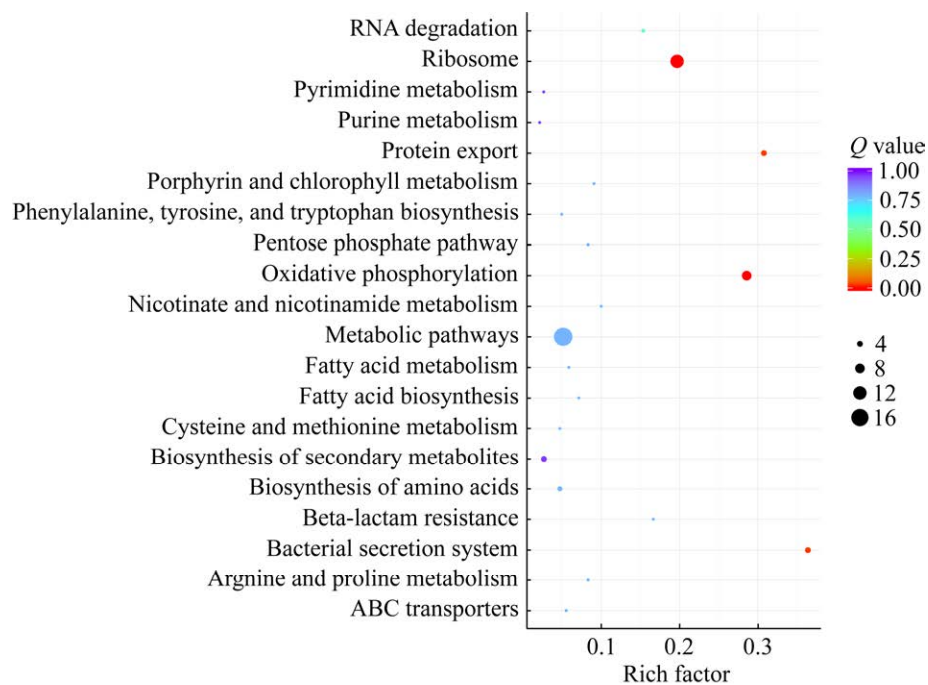 RNA degradation
Ribosome
Pyrimidine metabolism
Purine metabolism
Protein export
Porphyrin and chlorophyll metabolism
Phenylalanine, tyrosine, and tryptophan biosynthesis
Pentose phosphate pathway
Oxidative phosphorylation
Nicotinate and nicotinamide metabolism
Metabolic pathways
Fatty acid metabolism
Fatty acid biosynthesis
Cysteine and methionine metabolism
Biosynthesis of secondary metabolites
Biosynthesis of amino acids
Beta-lactam resistance
Bacterial secretion system
Argnine and proline metabolism
ABC transporters
0.1 0.2 0.3
Rich factor
Q value
1.00
0.75
0.50
0.25
0.00
4
8
12
16